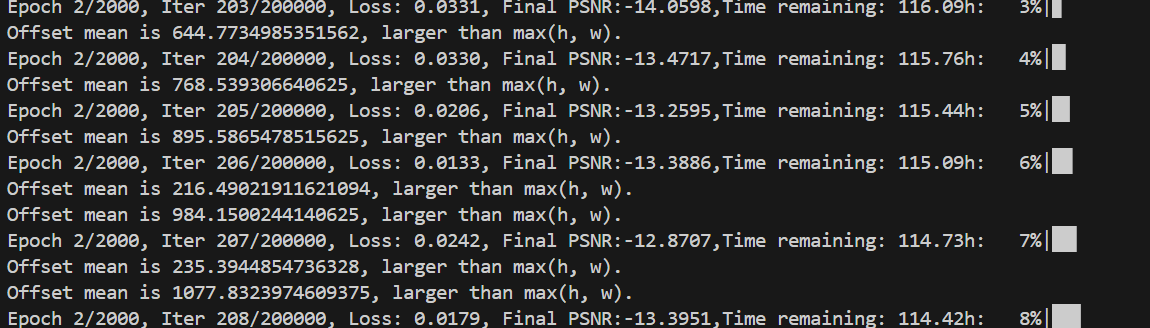 Epoch 2/2000, Iter 203/200000, Loss: 0.0331, Final PSNR:-14.0598,Time remaining: 116.09h:   3%|
Offset mean is 644.7734985351562, larger than max(h, w).
Epoch 2/2000, Iter 204/200000, Loss: 0.0330, Final PSNR:-13.4717,Time remaining: 115.76h:   4%|
Offset mean is 768.539306640625, larger than max(h, w).
Epoch 2/2000, Iter 205/200000, Loss: 0.0206, Final PSNR:-13.2595,Time remaining: 115.44h:   5%|
Offset mean is 895.5865478515625, larger than max(h, w).
Epoch 2/2000, Iter 206/200000, Loss: 0.0133, Final PSNR:-13.3886,Time remaining: 115.09h:   6%|
Offset mean is 216.49021911621094, larger than max(h, w).
Offset mean is 984.1500244140625, larger than max(h, w).
Epoch 2/2000, Iter 207/200000, Loss: 0.0242, Final PSNR:-12.8707,Time remaining: 114.73h:   7%|
Offset mean is 235.3944854736328, larger than max(h, w).
Offset mean is 1077.8323974609375, larger than max(h, w).
Epoch 2/2000, Iter 208/200000, Loss: 0.0179, Final PSNR:-13.3951,Time remaining: 114.42h:   8%|